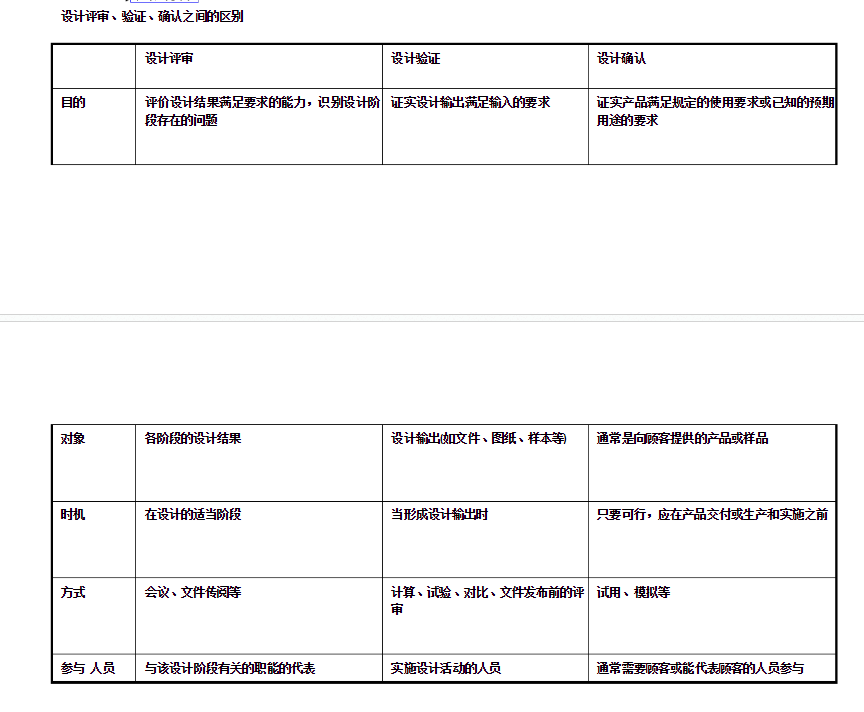 设计评审、验证、确认之间的区别
设计评审 设计验证 设计确认
目的 评价设计结果满足要求的能力，识别设计阶 证实设计输出满足输入的要求 证实产品满足规定的使用要求或已知的预期
段存在的问题 用途的要求
对象 各阶段的设计结果 设计输出(如文件、图纸、样本等) 通常是向顾客提供的产品或样品
时机 在设计的适当阶段 当形成设计输出时 只要可行，应在产品交付或生产和实施之前
方式 会议、文件传阅等 计算、试验、对比、文件发布前的评 试用、模拟等
审
参与 人员 与该设计阶段有关的职能的代表 实施设计活动的人员 通常需要顾客或能代表顾客的人员参与